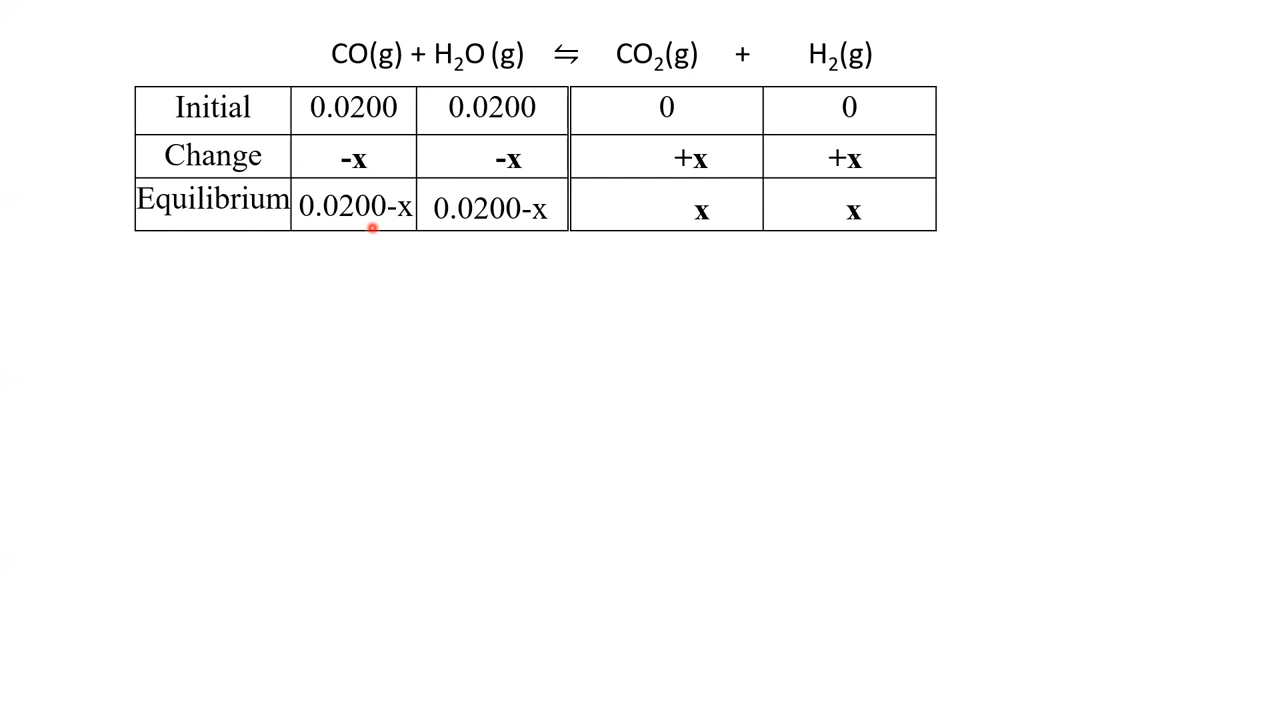 CO(g) + H₂O (g) ⇋ CO₂(g) + H₂(g)
Initial 0.0200 0.0200 0 0
Change -x -x +x +x
Equilibrium 0.0200-x 0.0200-x x x